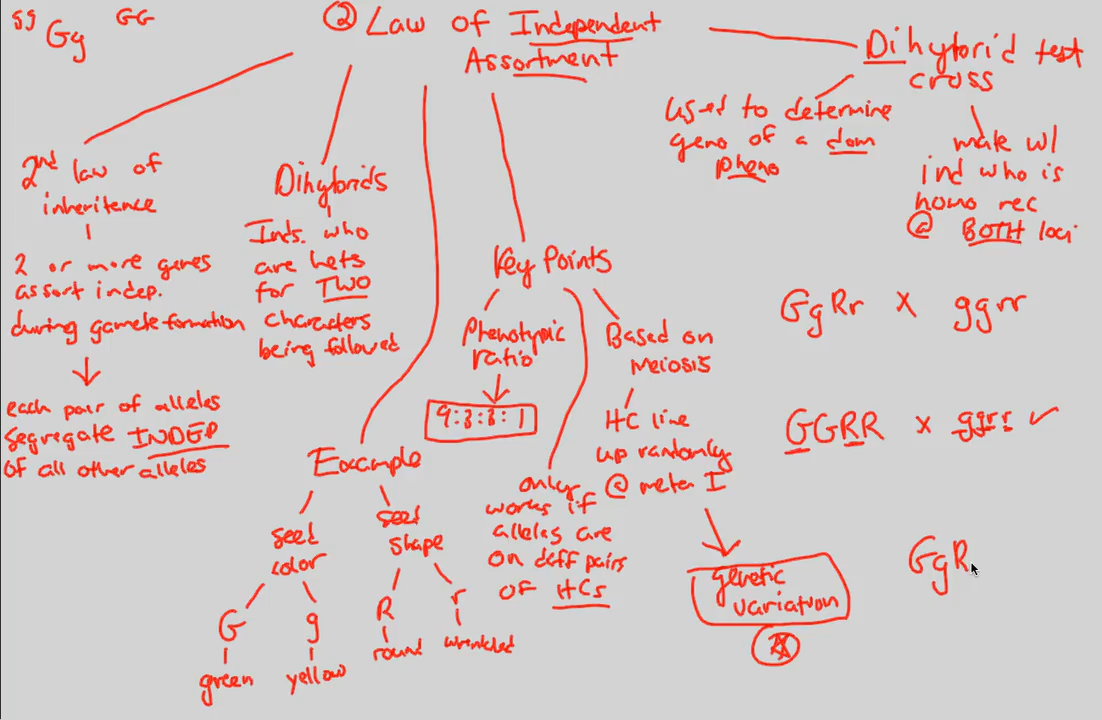 gg Gg GG
② Law of Independent
Assortment
2nd law of
inheritence
2 or more genes
assort indep.
during gamete formation
each pair of alleles
segregate INDEP
of all other alleles
Dihybrids
Inds. who
are hets
for TWO
characters
being followed
Example
seed
color
G
green
g
yellow
seed
shape
R
round
r
wrinkled
Key Points
Phenotypic
ratio
9:3:3:1
only
works if
alleles are
on diff pairs
of HCs
Based on
meiosis
HC line
up randomly
@ meta I
genetic
variation
Dihybrid test
cross
used to determine
geno of a dom
pheno
make w/
ind who is
homo rec
@ BOTH loci
GgRr x ggrr
GGRR x ggrr ✓
GgR